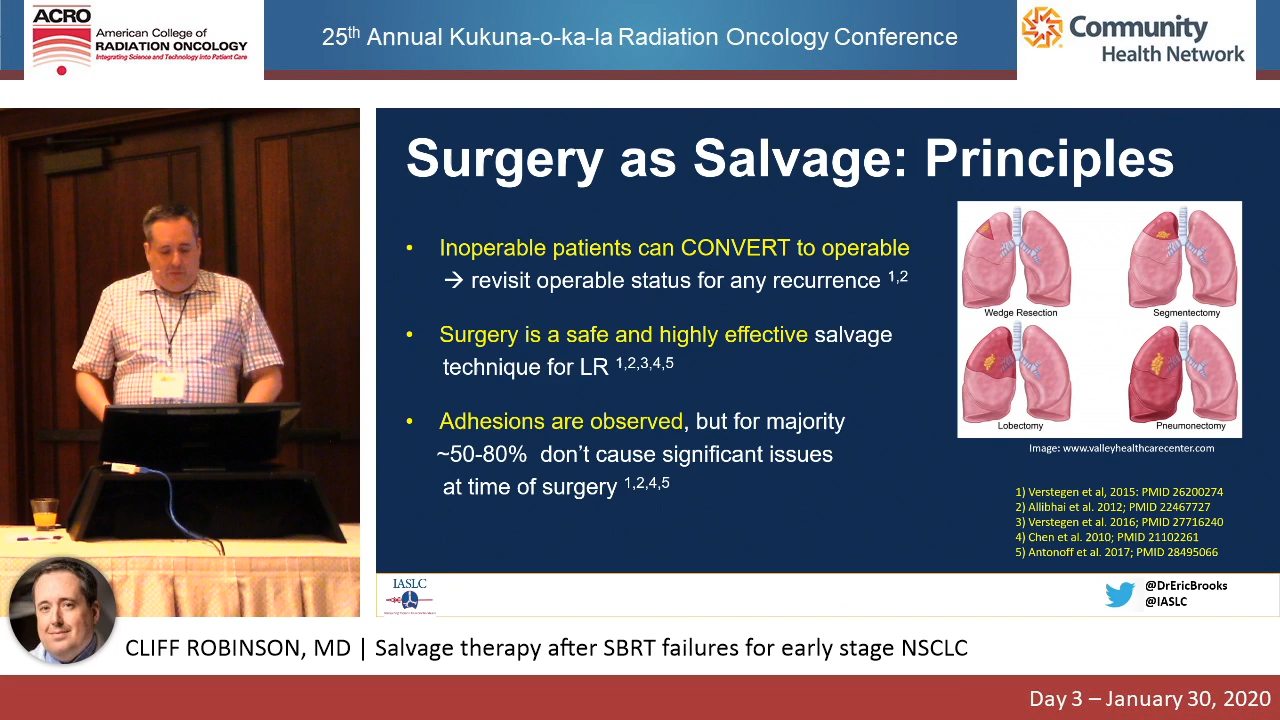 ACRO
American College of
RADIATION ONCOLOGY
Integrating Science and Technology Into Patient Care
25th Annual Kukuna-o-ka-la Radiation Oncology Conference
Community
Health Network
Surgery as Salvage: Principles
• Inoperable patients can CONVERT to operable
→ revisit operable status for any recurrence 1,2
• Surgery is a safe and highly effective salvage
technique for LR 1,2,3,4,5
• Adhesions are observed, but for majority
~50-80% don’t cause significant issues
at time of surgery 1,2,4,5
Wedge Resection
Segmentectomy
Lobectomy
Pneumonectomy
Image: www.valleyhealthcarecenter.com
1) Verstegen et al, 2015: PMID 26200274
2) Allibhai et al. 2012; PMID 22467727
3) Verstegen et al. 2016; PMID 27716240
4) Chen et al. 2010; PMID 21102261
5) Antonoff et al. 2017; PMID 28495066
IASLC
@DrEricBrooks
@IASLC
CLIFF ROBINSON, MD | Salvage therapy after SBRT failures for early stage NSCLC
Day 3 – January 30, 2020